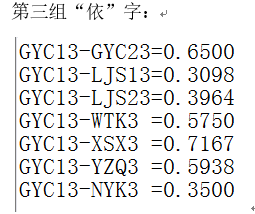 第三组“依”字：
GYC13-GYC23=0.6500
GYC13-LJS13=0.3098
GYC13-LJS23=0.3964
GYC13-WTK3 =0.5750
GYC13-XSX3 =0.7167
GYC13-YZQ3 =0.5938
GYC13-NYK3 =0.3500